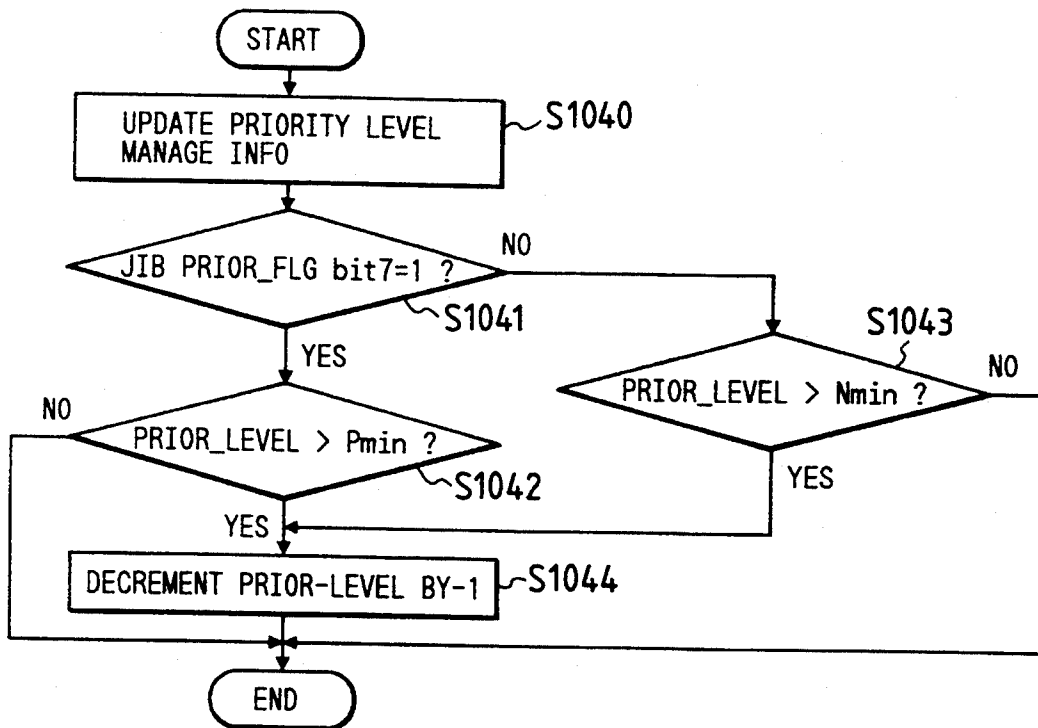 START
UPDATE PRIORITY LEVEL
MANAGE INFO
S1040
JIB PRIOR_FLG bit7=1 ?
NO
S1041
YES
S1043
PRIOR_LEVEL > Nmin ?
NO
YES
NO
PRIOR_LEVEL > Pmin ?
S1042
YES
DECREMENT PRIOR-LEVEL BY-1
S1044
END